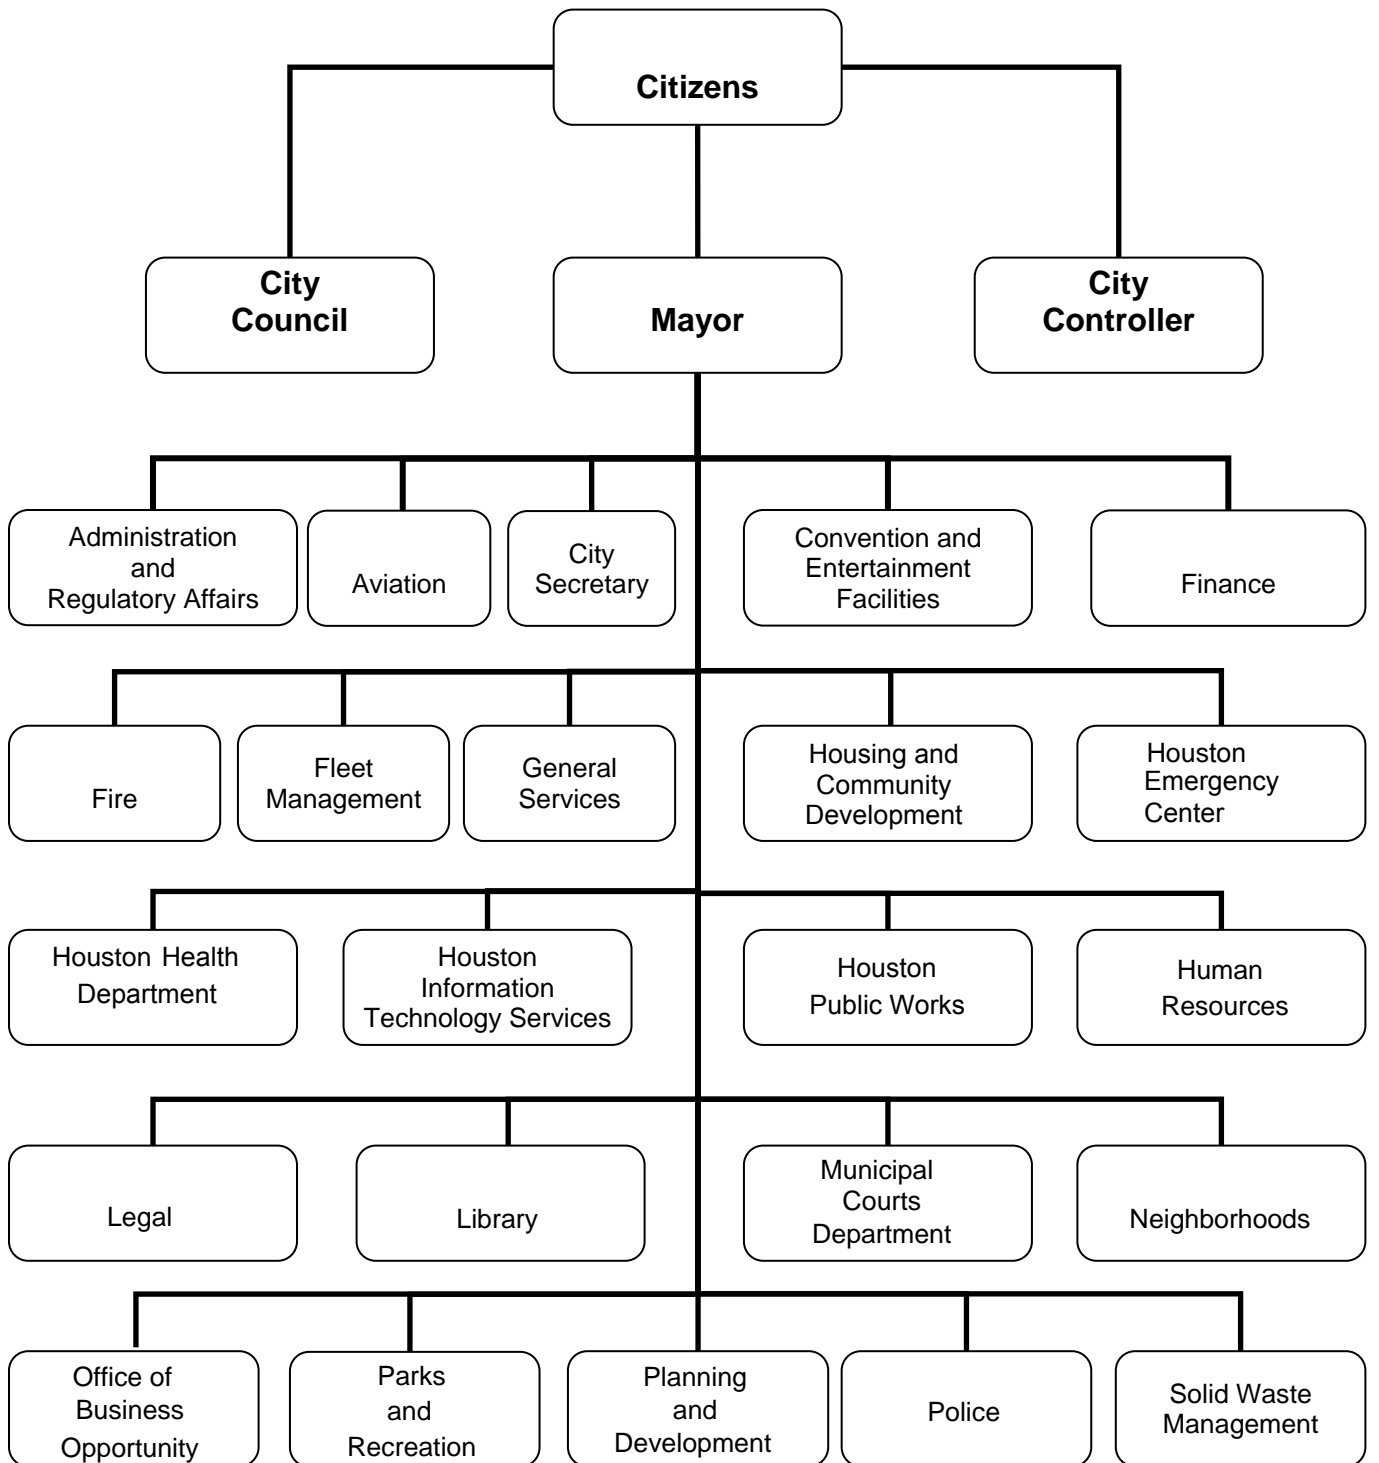 Citizens
City
Council
Mayor
City
Controller
Administration
and
Regulatory Affairs
Aviation
City
Secretary
Convention and
Entertainment
Facilities
Finance
Fire
Fleet
Management
General
Services
Housing and
Community
Development
Houston
Emergency
Center
Houston Health
Department
Houston
Information
Technology Services
Houston
Public Works
Human
Resources
Legal
Library
Municipal
Courts
Department
Neighborhoods
Office of
Business
Opportunity
Parks
and
Recreation
Planning
and
Development
Police
Solid Waste
Management